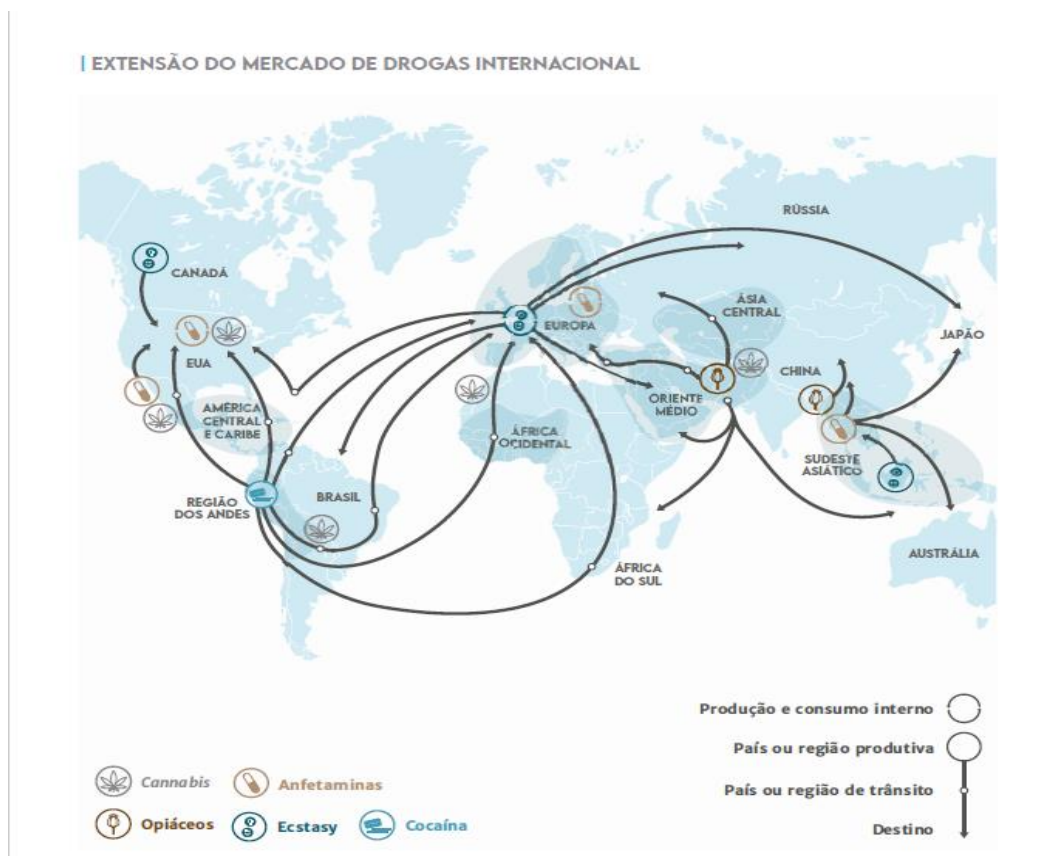 EXTENSÃO DO MERCADO DE DROGAS INTERNACIONAL
RÚSSIA
CANADÁ
ÁSIA
CENTRAL
EUROPA
JAPÃO
EUA
CHINA
ORIENTE
MÉDIO
AMÉRICA
CENTRAL
E CARIBE
ÁFRICA
OCIDENTAL
SUDESTE
ASIÁTICO
REGIÃO
DOS ANDES
BRASIL
AUSTRÁLIA
ÁFRICA
DO SUL
Produção e consumo interno
País ou região produtiva
País ou região de trânsito
Destino
Cannabis
Anfetaminas
Opiáceos
Ecstasy
Cocaína